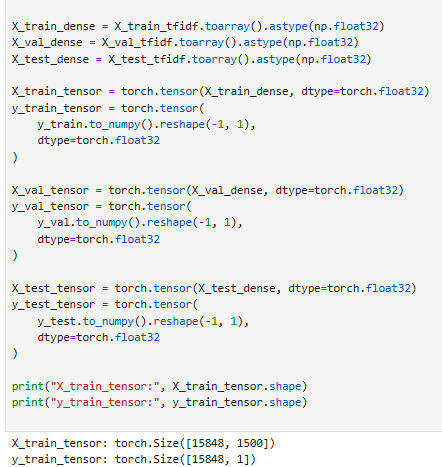 X_train_dense = X_train_tfidf.toarray().astype(np.float32)
X_val_dense = X_val_tfidf.toarray().astype(np.float32)
X_test_dense = X_test_tfidf.toarray().astype(np.float32)

X_train_tensor = torch.tensor(X_train_dense, dtype=torch.float32)
y_train_tensor = torch.tensor(
    y_train.to_numpy().reshape(-1, 1),
    dtype=torch.float32
)

X_val_tensor = torch.tensor(X_val_dense, dtype=torch.float32)
y_val_tensor = torch.tensor(
    y_val.to_numpy().reshape(-1, 1),
    dtype=torch.float32
)

X_test_tensor = torch.tensor(X_test_dense, dtype=torch.float32)
y_test_tensor = torch.tensor(
    y_test.to_numpy().reshape(-1, 1),
    dtype=torch.float32
)

print("X_train_tensor:", X_train_tensor.shape)
print("y_train_tensor:", y_train_tensor.shape)

X_train_tensor: torch.Size([15848, 1500])
y_train_tensor: torch.Size([15848, 1])